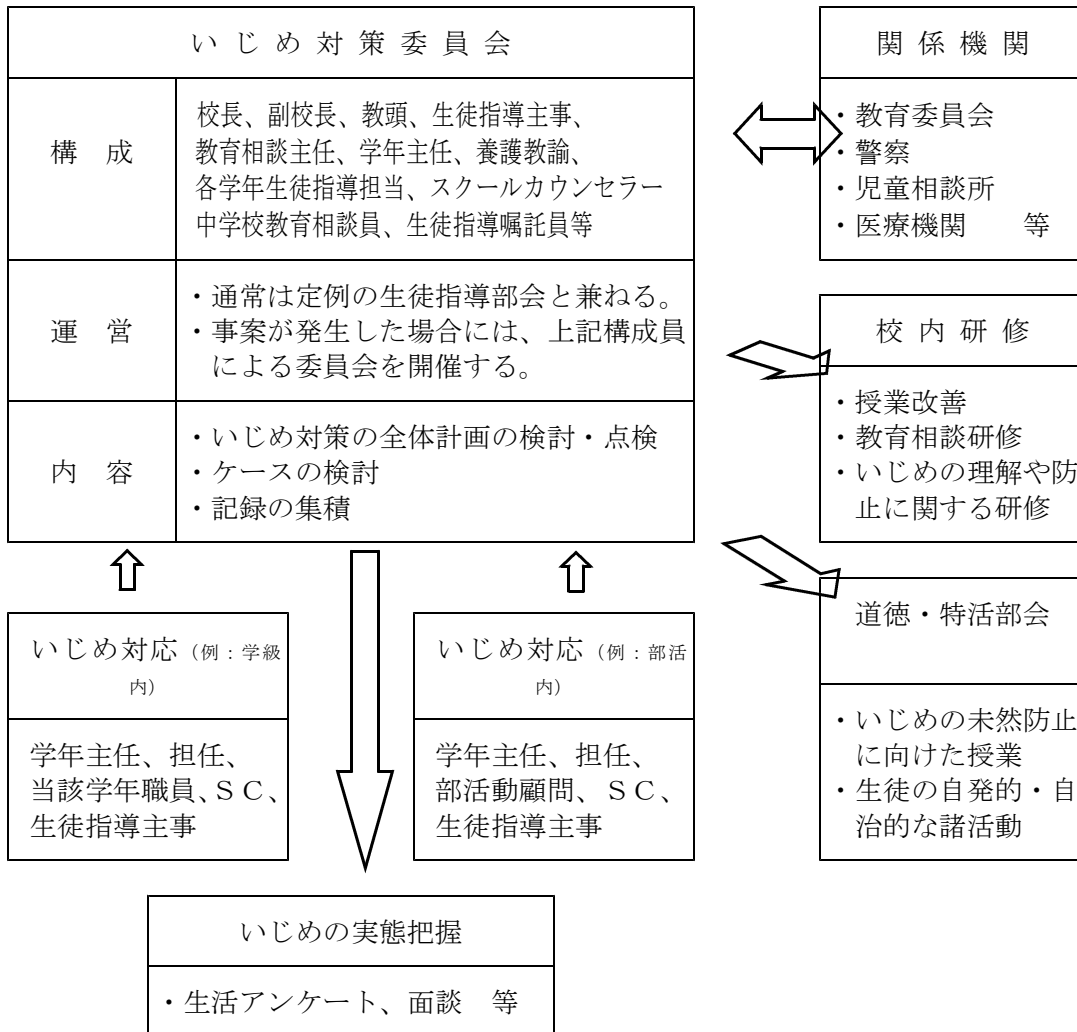 いじめ対策委員会
構　成
校長、副校長、教頭、生徒指導主事、
教育相談主任、学年主任、養護教諭、
各学年生徒指導担当、スクールカウンセラー
中学校教育相談員、生徒指導嘱託員等
運　営
・通常は定例の生徒指導部会と兼ねる。
・事案が発生した場合には、上記構成員
による委員会を開催する。
内　容
・いじめ対策の全体計画の検討・点検
・ケースの検討
・記録の集積
関係機関
・教育委員会
・警察
・児童相談所
・医療機関　　等
校内研修
・授業改善
・教育相談研修
・いじめの理解や防
止に関する研修
道徳・特活部会
・いじめの未然防止
に向けた授業
・生徒の自発的・自
治的な諸活動
いじめ対応（例：学級
内）
学年主任、担任、
当該学年職員、ＳＣ、
生徒指導主事
いじめ対応（例：部活
内）
学年主任、担任、
部活動顧問、ＳＣ、
生徒指導主事
いじめの実態把握
・生活アンケート、面談　等